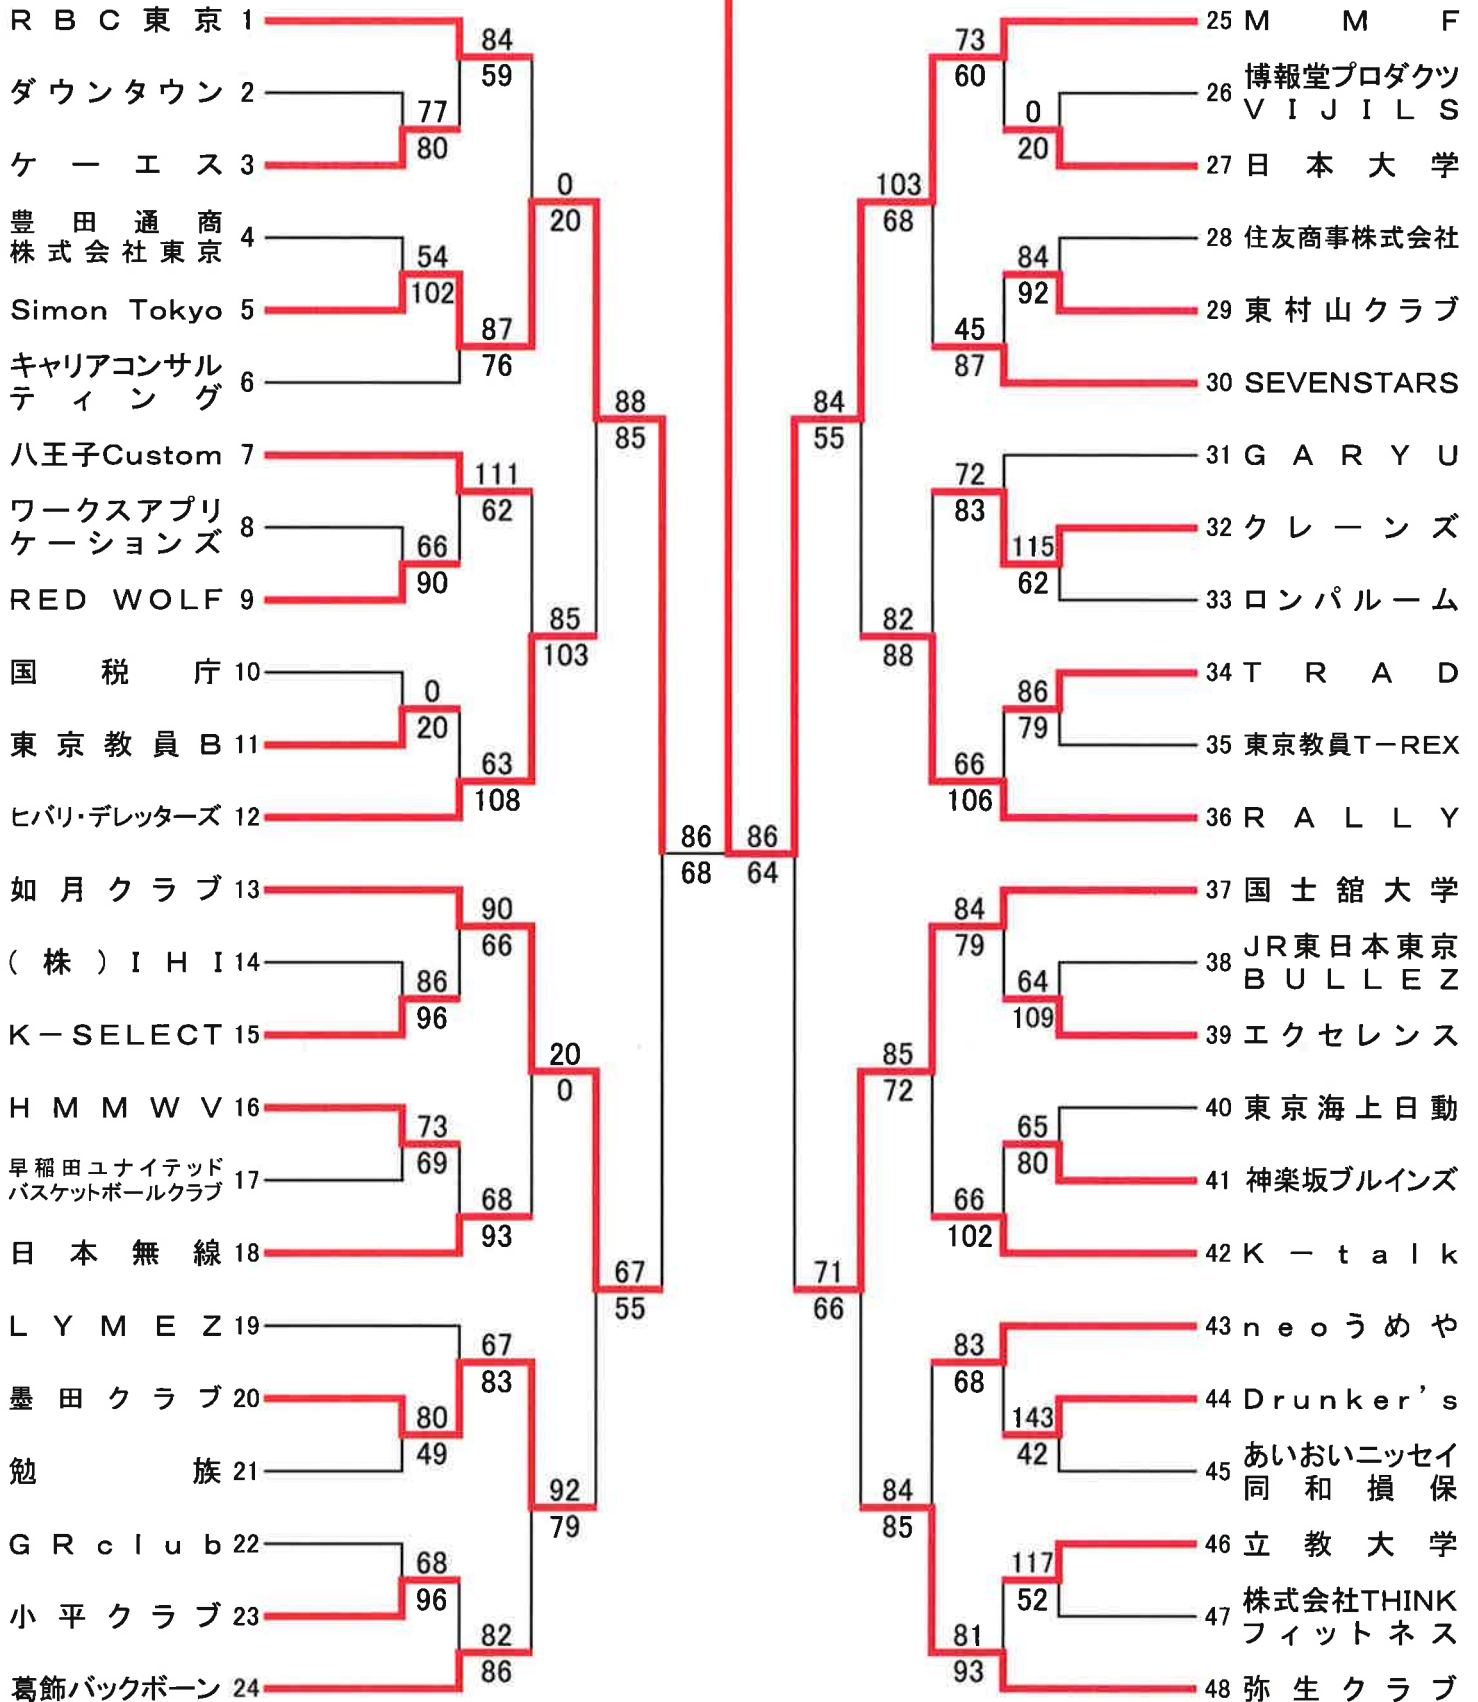 RBC東京 1
ダウンタウン 2
77
80
ケーエス 3
84
59
豊田通商
株式会社東京 4
54
102
Simon Tokyo 5
87
76
キャリアコンサル
ティング 6
0
20
八王子Custom 7
111
62
ワークスアプリ
ケーションズ 8
66
90
RED WOLF 9
85
103
国税庁 10
0
20
東京教員B 11
63
108
ヒバリ・デレッターズ 12
88
85
如月クラブ 13
90
66
(株)IHI 14
86
96
K-SELECT 15
20
0
HMMWV 16
73
69
早稲田ユナイテッド
バスケットボールクラブ 17
68
93
日本無線 18
67
55
LYMEZ 19
67
83
墨田クラブ 20
80
49
勉族 21
92
79
GRclub 22
68
96
小平クラブ 23
82
86
葛飾バックボーン 24
86
68
86
64
25 MMF
73
60
26 博報堂プロダクツ
VIJILS
0
20
27 日本大学
103
68
28 住友商事株式会社
84
92
29 東村山クラブ
45
87
30 SEVENSTARS
84
55
31 GARYU
72
83
32 クレーンズ
115
62
33 ロンパルーム
82
88
34 TRAD
86
79
35 東京教員T-REX
66
106
36 RALLY
37 国士舘大学
84
79
38 JR東日本東京
BULLEZ
64
109
39 エクセレンス
85
72
40 東京海上日動
65
80
41 神楽坂ブルインズ
66
102
42 K-talk
71
66
43 neoうめや
83
68
44 Drunker's
143
42
45 あいおいニッセイ
同和損保
84
85
46 立教大学
117
52
47 株式会社THINK
フィットネス
81
93
48 弥生クラブ